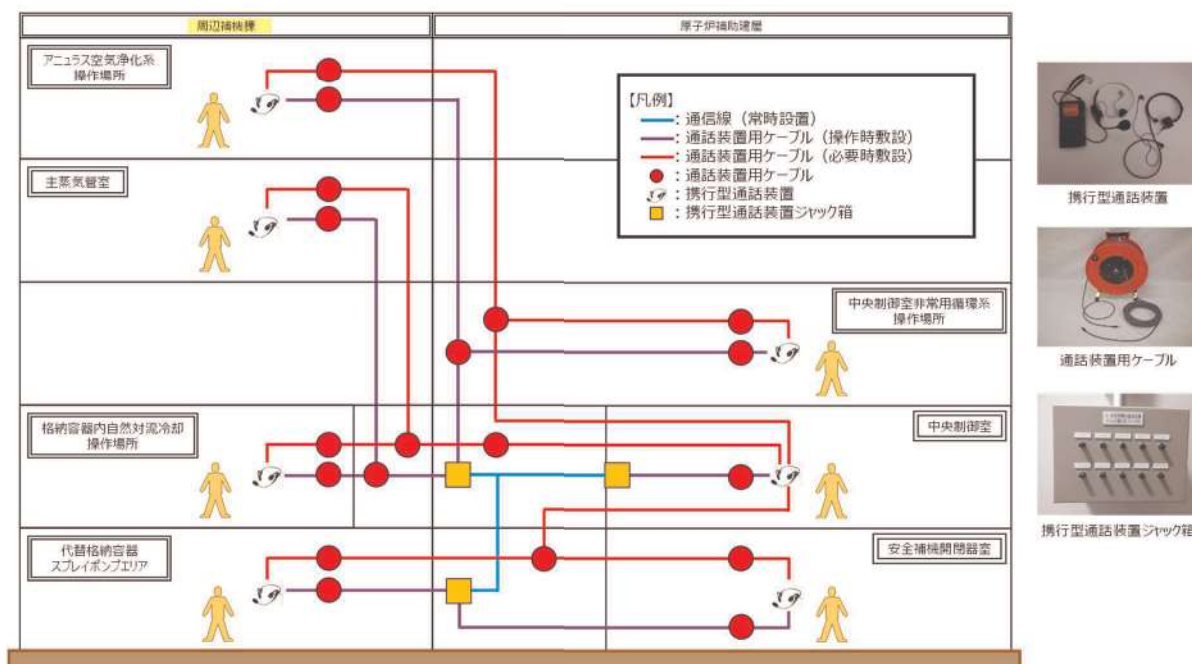 周辺補機棟
原子炉補助建屋
アニュラス空気浄化系
操作場所
【凡例】
：通信線（常時設置）
：通話装置用ケーブル（操作時敷設）
：通話装置用ケーブル（必要時敷設）
：通話装置用ケーブル
：携行型通話装置
：携行型通話装置ジャック箱
主蒸気管室
中央制御室非常用循環系
操作場所
格納容器内自然対流冷却
操作場所
中央制御室
代替格納容器
スプレイポンプエリア
安全補機開閉器室
携行型通話装置
通話装置用ケーブル
携行型通話装置ジャック箱